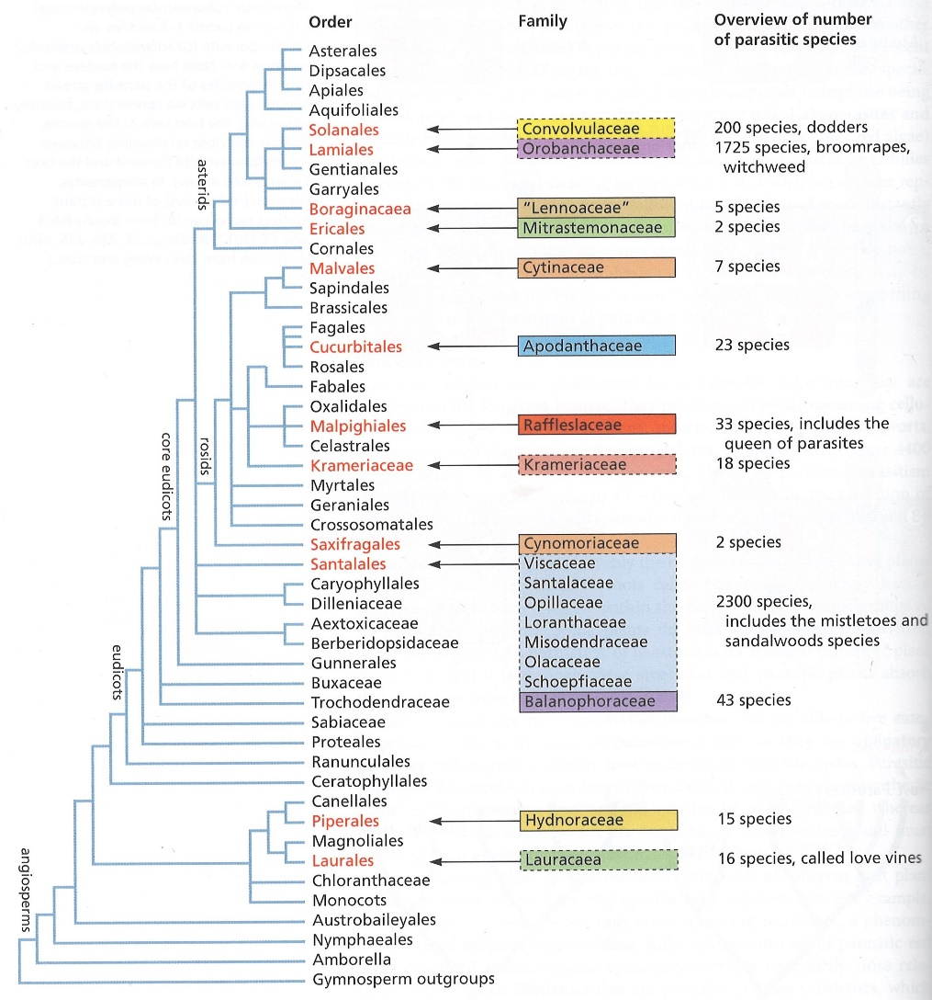 Order Family Overview of number
of parasitic species
Asterales
Dipsacales
Apiales
Aquifoliales
Solanales Convolvulaceae 200 species, dodders
Lamiales Orobanchaceae 1725 species, broomrapes,
witchweed
Gentianales
Garryales
Boraginacaea “Lennoaceae” 5 species
Ericales Mitrastemonaceae 2 species
Cornales
Malvales Cytinaceae 7 species
Sapindales
Brassicales
Fagales
Cucurbitales Apodanthaceae 23 species
Rosales
Fabales
Oxalidales
Malpighiales Raffleslaceae 33 species, includes the
queen of parasites
Celastrales
Krameriaceae Krameriaceae 18 species
Myrtales
Geraniales
Crossosomatales
Saxifragales Cynomoriaceae 2 species
Santalales Viscaceae
Caryophyllales Santalaceae
Dilleniaceae Opillaceae 2300 species,
includes the mistletoes and
sandalwoods species
Aextoxicaceae Loranthaceae
Berberidopsidaceae Misodendraceae
Gunnerales Olacaceae
Buxaceae Schoepfiaceae
Trochodendraceae Balanophoraceae 43 species
Sabiaceae
Proteales
Ranunculales
Ceratophyllales
Canellales
Piperales Hydnoraceae 15 species
Magnoliales
Laurales Lauracaea 16 species, called love vines
Chloranthaceae
Monocots
Austrobaileyales
Nymphaeales
Amborella
Gymnosperm outgroups
asterids
rosids
core eudicots
eudicots
angiosperms